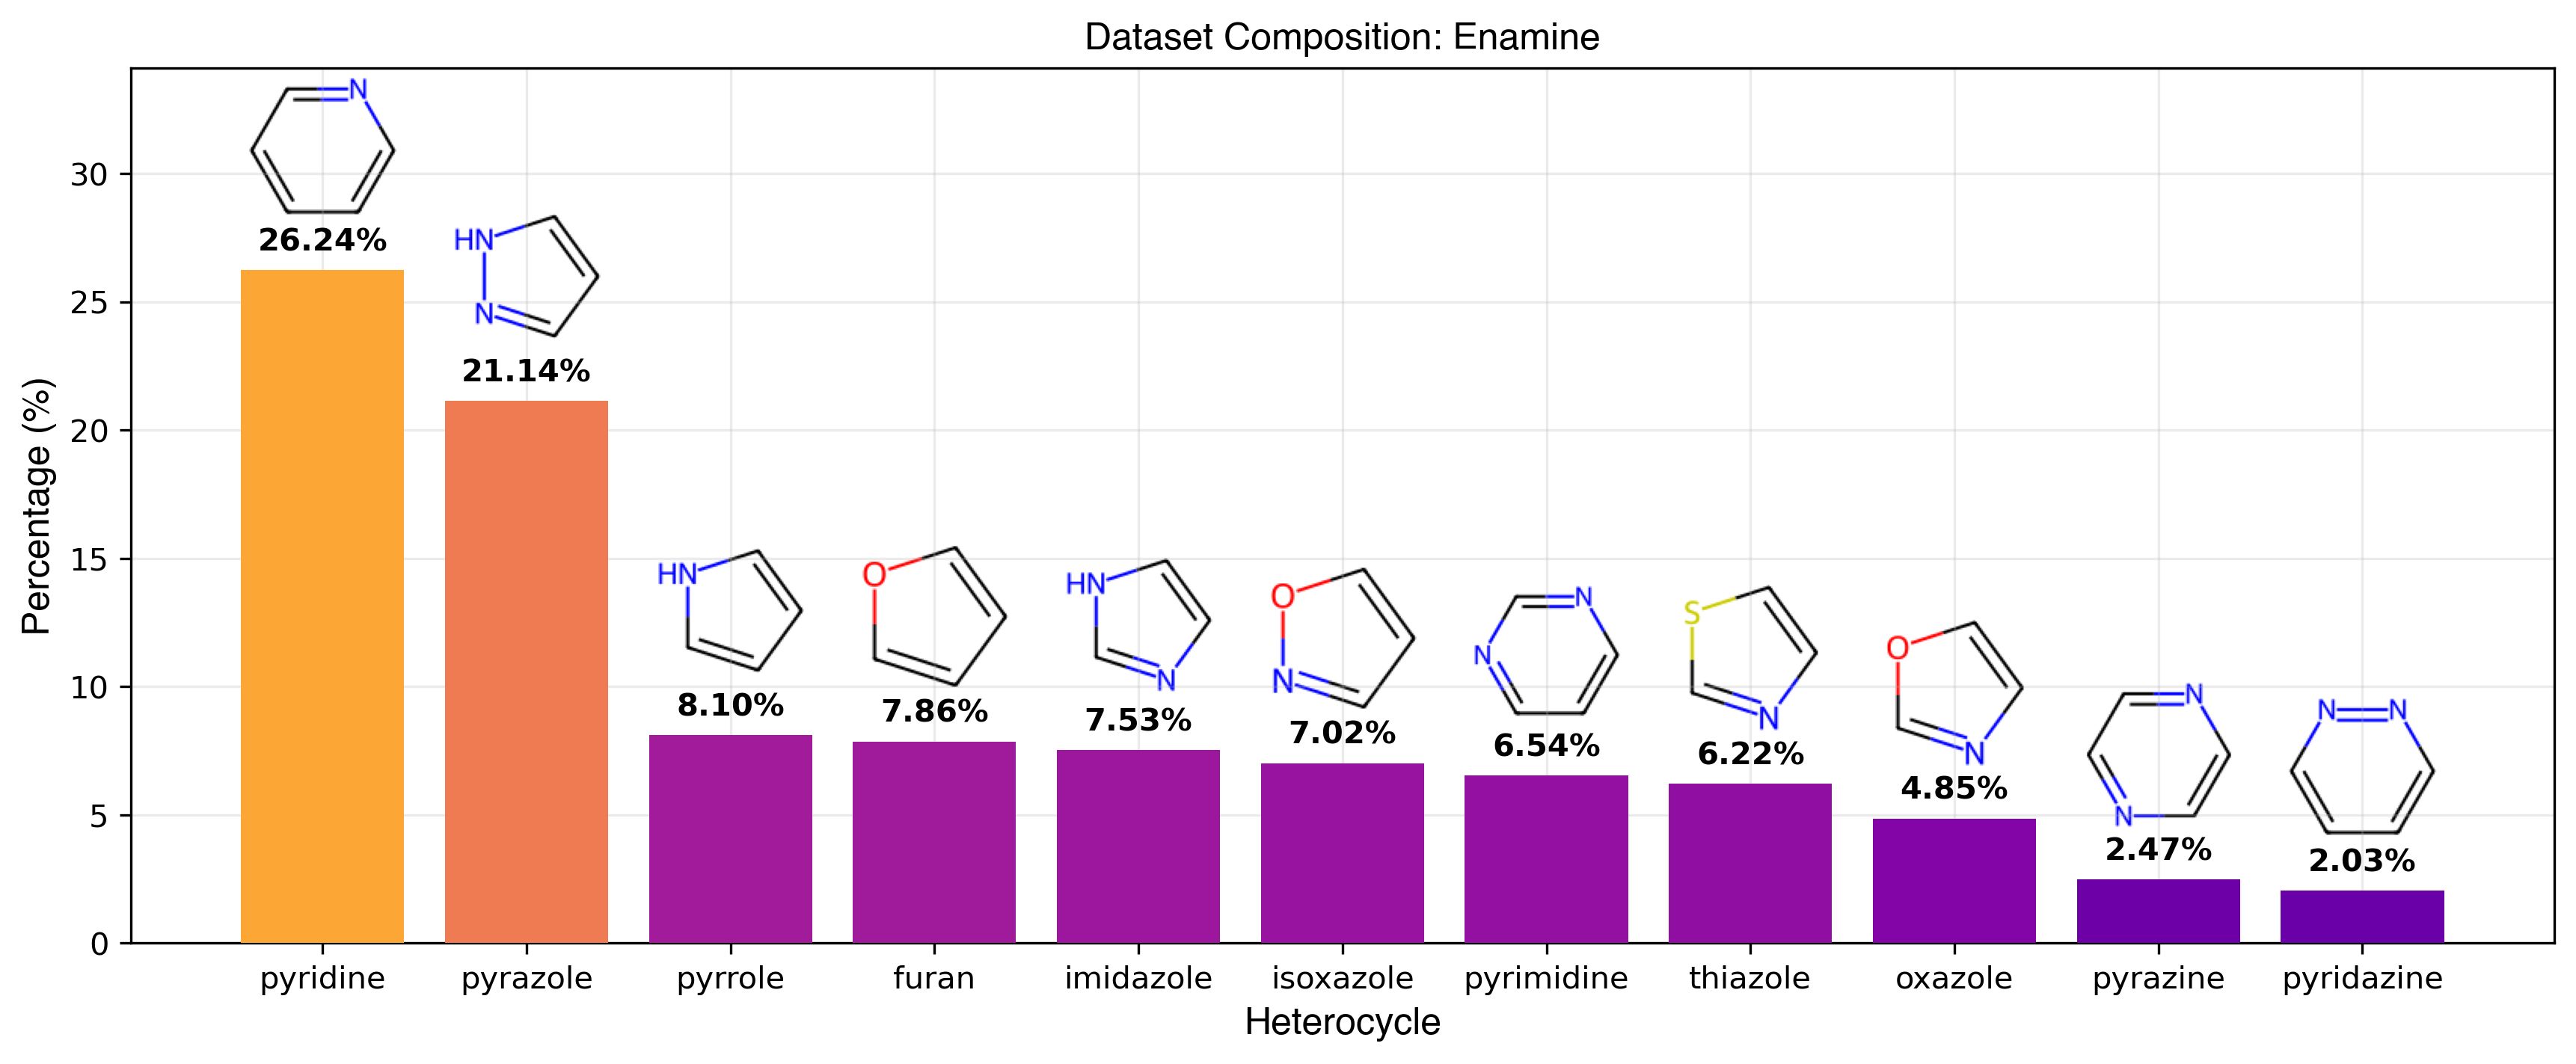 Dataset Composition: Enamine
Percentage (%)
30
25
20
15
10
5
0
N
26.24%
HN
N
21.14%
HN
8.10%
O
7.86%
HN
N
7.53%
O
N
7.02%
N
N
6.54%
S
N
6.22%
O
N
4.85%
N
N
2.47%
N N
2.03%
pyridine pyrazole pyrrole furan imidazole isoxazole pyrimidine thiazole oxazole pyrazine pyridazine
Heterocycle